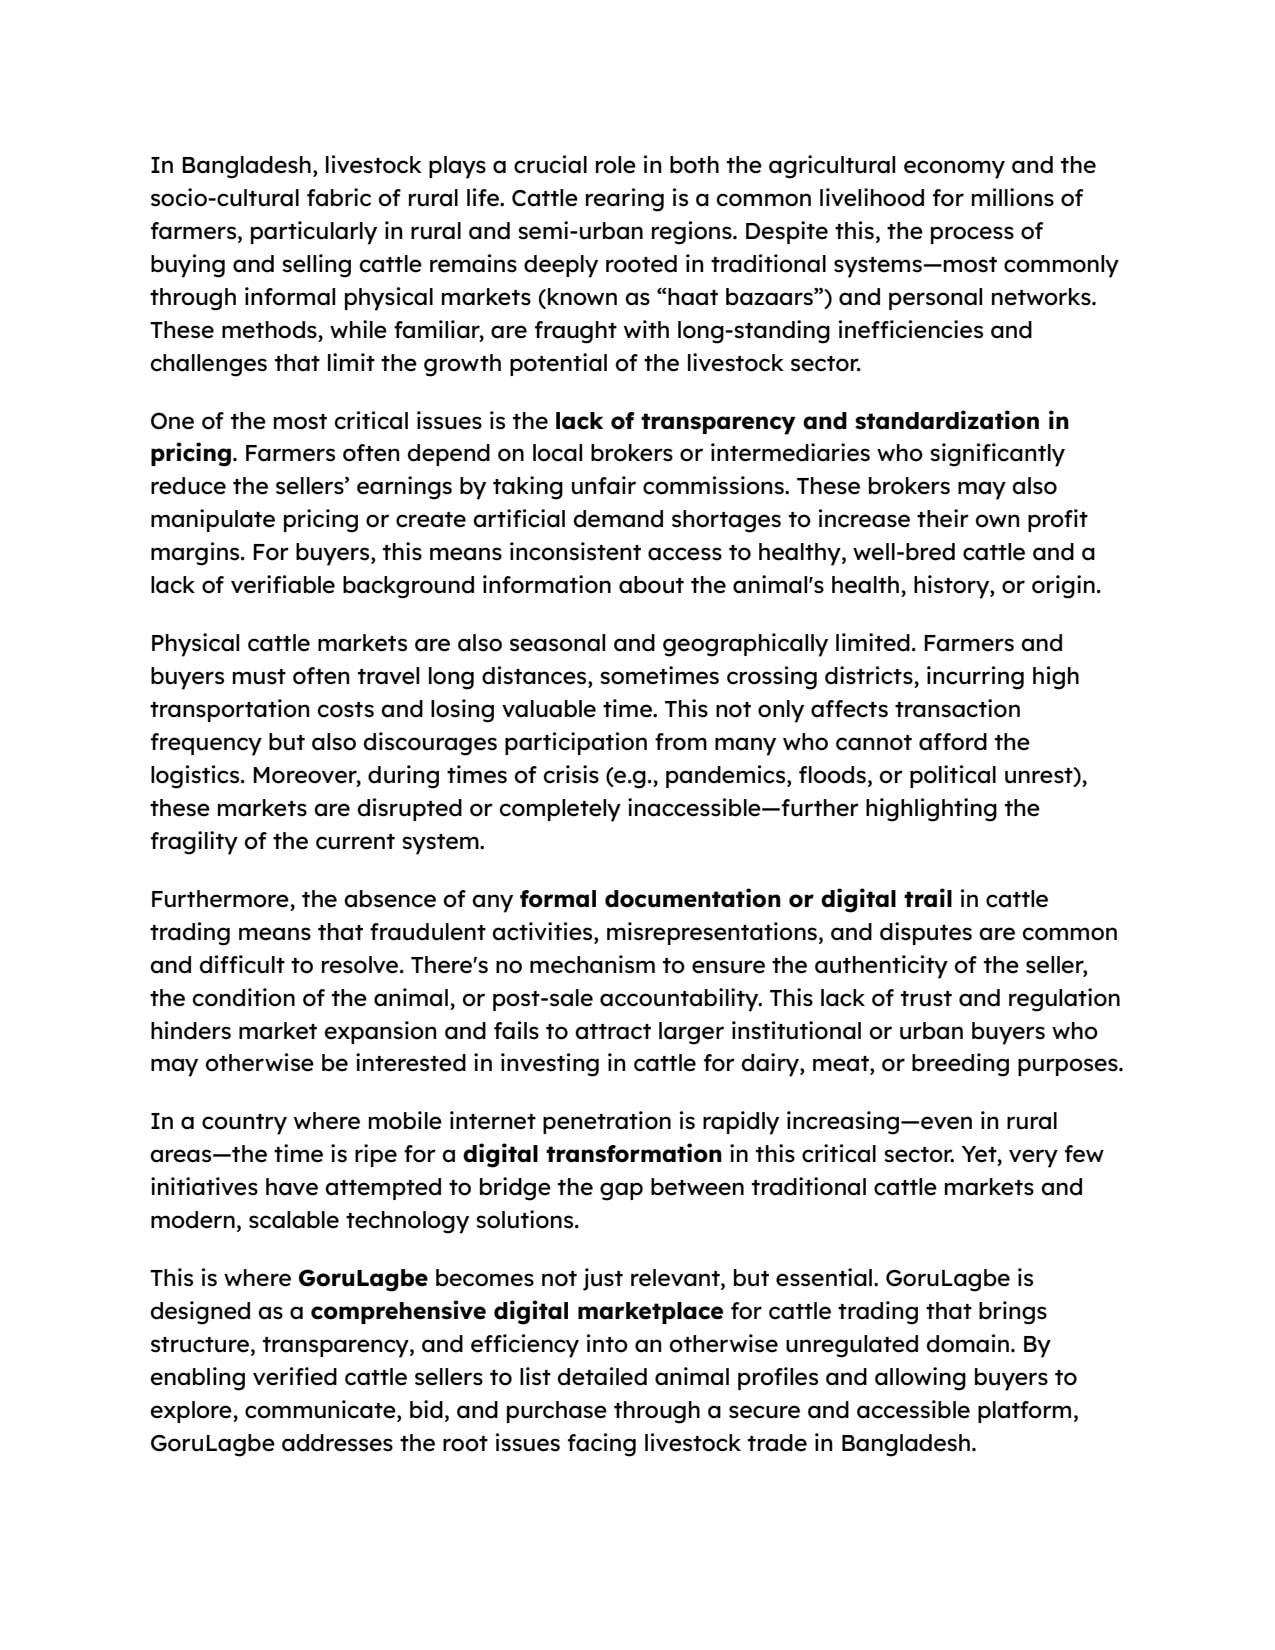 In Bangladesh, livestock plays a crucial role in both the agricultural economy and the
socio-cultural fabric of rural life. Cattle rearing is a common livelihood for millions of
farmers, particularly in rural and semi-urban regions. Despite this, the process of
buying and selling cattle remains deeply rooted in traditional systems—most commonly
through informal physical markets (known as “haat bazaars”) and personal networks.
These methods, while familiar, are fraught with long-standing inefficiencies and
challenges that limit the growth potential of the livestock sector.
One of the most critical issues is the lack of transparency and standardization in
pricing. Farmers often depend on local brokers or intermediaries who significantly
reduce the sellers’ earnings by taking unfair commissions. These brokers may also
manipulate pricing or create artificial demand shortages to increase their own profit
margins. For buyers, this means inconsistent access to healthy, well-bred cattle and a
lack of verifiable background information about the animal's health, history, or origin.
Physical cattle markets are also seasonal and geographically limited. Farmers and
buyers must often travel long distances, sometimes crossing districts, incurring high
transportation costs and losing valuable time. This not only affects transaction
frequency but also discourages participation from many who cannot afford the
logistics. Moreover, during times of crisis (e.g., pandemics, floods, or political unrest),
these markets are disrupted or completely inaccessible—further highlighting the
fragility of the current system.
Furthermore, the absence of any formal documentation or digital trail in cattle
trading means that fraudulent activities, misrepresentations, and disputes are common
and difficult to resolve. There's no mechanism to ensure the authenticity of the seller,
the condition of the animal, or post-sale accountability. This lack of trust and regulation
hinders market expansion and fails to attract larger institutional or urban buyers who
may otherwise be interested in investing in cattle for dairy, meat, or breeding purposes.
In a country where mobile internet penetration is rapidly increasing—even in rural
areas—the time is ripe for a digital transformation in this critical sector. Yet, very few
initiatives have attempted to bridge the gap between traditional cattle markets and
modern, scalable technology solutions.
This is where GoruLagbe becomes not just relevant, but essential. GoruLagbe is
designed as a comprehensive digital marketplace for cattle trading that brings
structure, transparency, and efficiency into an otherwise unregulated domain. By
enabling verified cattle sellers to list detailed animal profiles and allowing buyers to
explore, communicate, bid, and purchase through a secure and accessible platform,
GoruLagbe addresses the root issues facing livestock trade in Bangladesh.